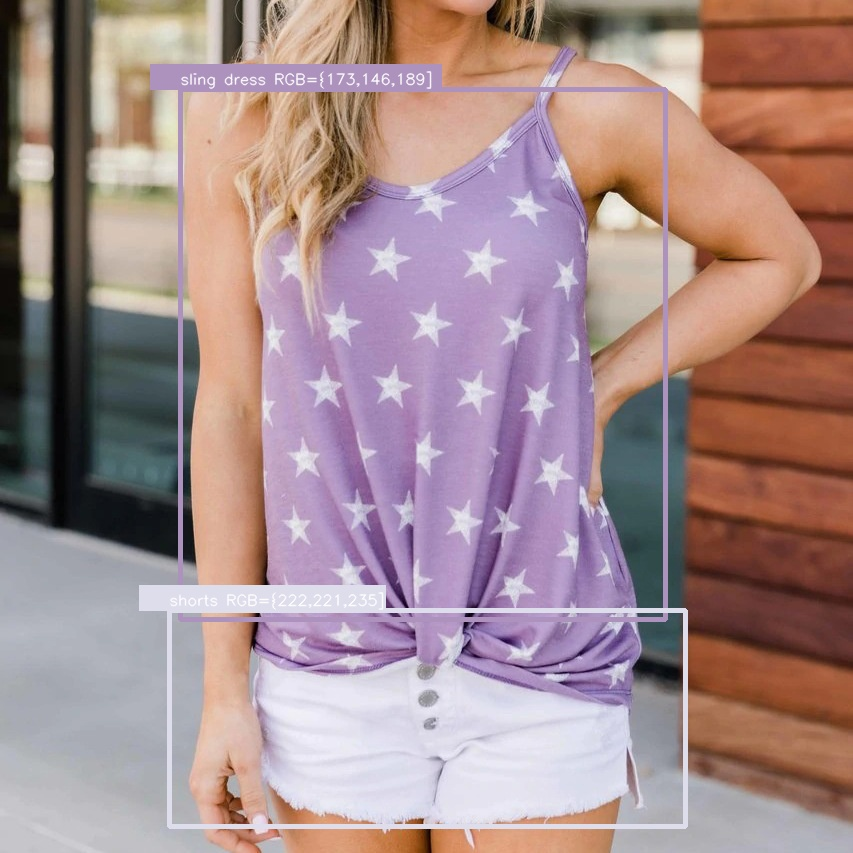 sling dress RGB={173,146,189]
shorts RGB={222,221,235]